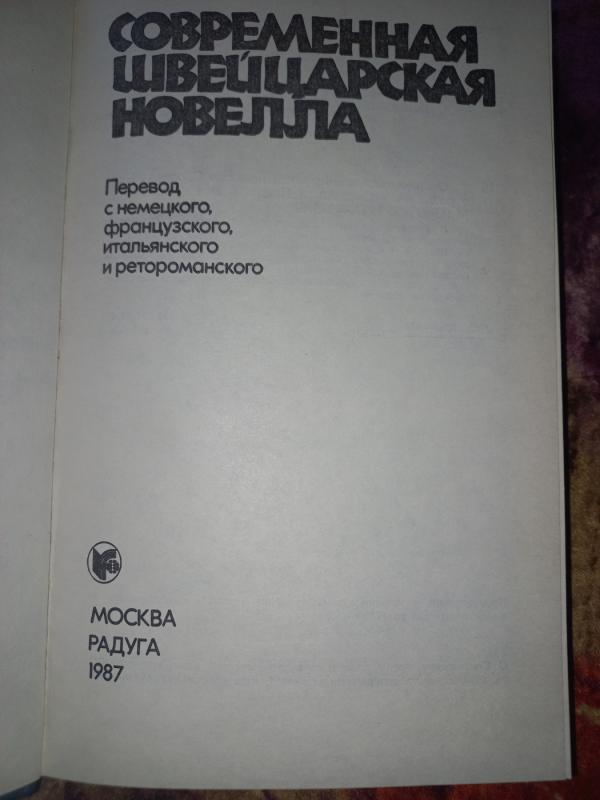 СОВРЕМЕННАЯ
ШВЕЙЦАРСКАЯ
НОВЕЛЛА
Перевод
с немецкого,
французского,
итальянского
и ретороманского
МОСКВА
РАДУГА
1987